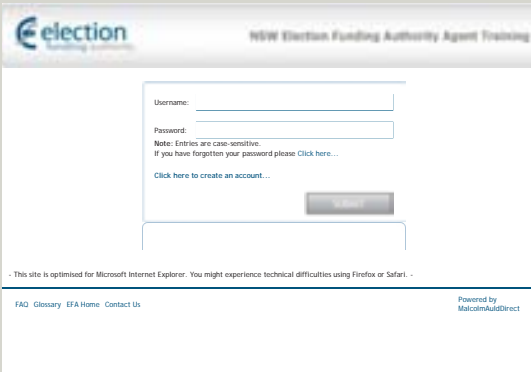 election
funding authority
NSW Election Funding Authority Agent Training
Username:
Password:
Note: Entries are case-sensitive.
If you have forgotten your password please Click here...
Click here to create an account...
SUBMIT
- This site is optimised for Microsoft Internet Explorer. You might experience technical difficulties using Firefox or Safari. -
FAQ Glossary EFA Home Contact Us
Powered by
MalcolmAuldDirect